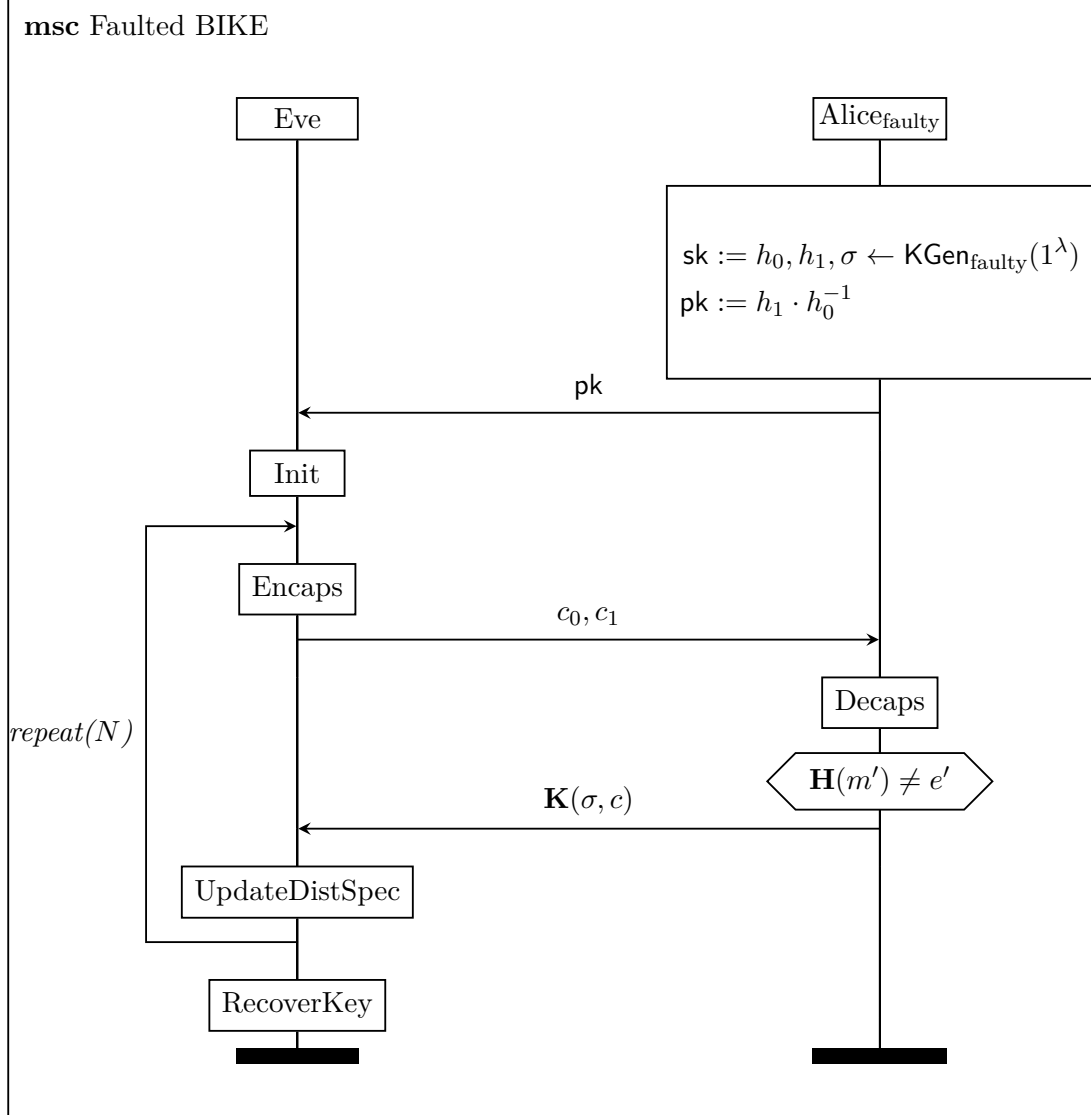 msc Faulted BIKE
Eve
Alice_faulty
sk := h_0, h_1, σ ← KGen_faulty(1^λ)
pk := h_1 · h_0^{-1}
pk
Init
Encaps
c_0, c_1
Decaps
repeat(N)
H(m′) ≠ e′
K(σ, c)
UpdateDistSpec
RecoverKey